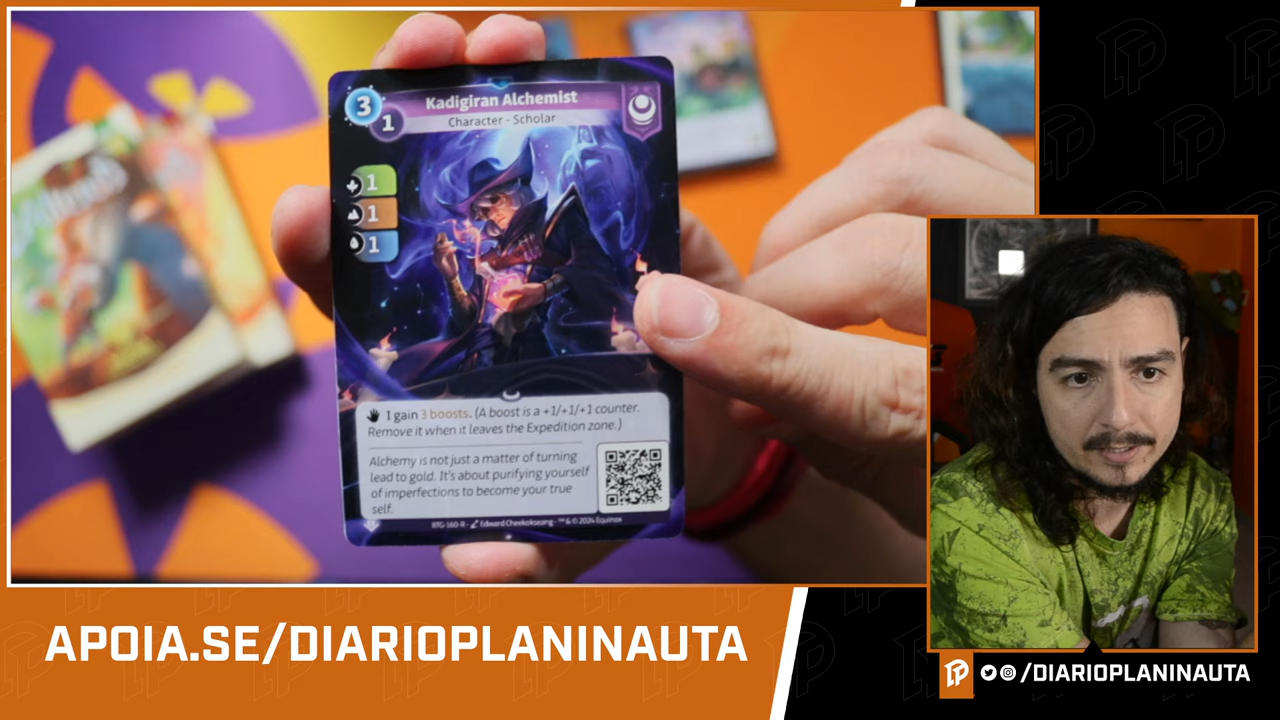 3
Kadigiran Alchemist
1
Character - Scholar
1
1
1
I gain 3 boosts. (A boost is a +1/+1/+1 counter.
Remove it when it leaves the Expedition zone.)
Alchemy is not just a matter of turning
lead to gold. It's about purifying yourself
of imperfections to become your true
self.
BTG-160-R - Edward Cheekokseang - ™ & © 2024 Equinox
APOIA.SE/DIARIOPLANINAUTA
/DIARIOPLANINAUTA